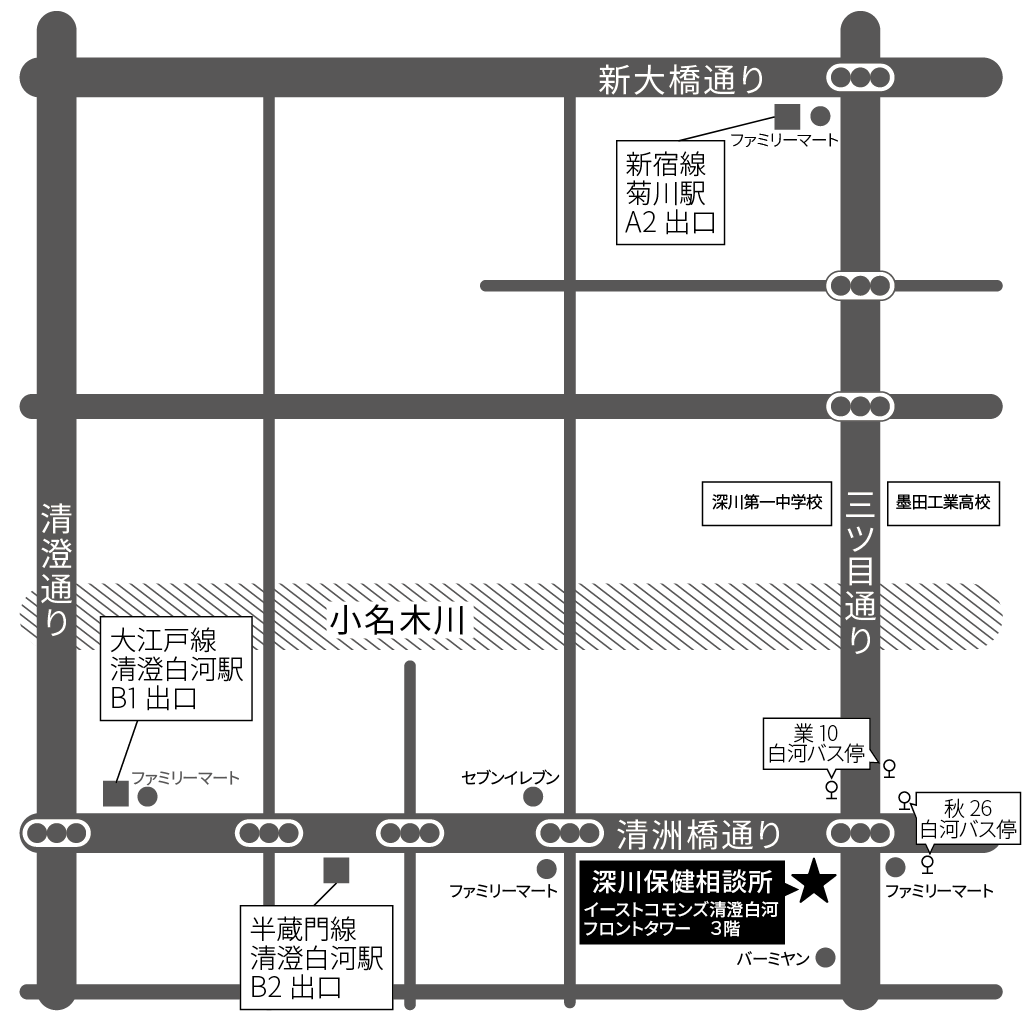 新大橋通り
ファミリーマート
新宿線
菊川駅
A2 出口
深川第一中学校
墨田工業高校
清澄通り
三ツ目通り
小名木川
大江戸線
清澄白河駅
B1 出口
業 10
白河バス停
ファミリーマート
セブンイレブン
秋 26
白河バス停
清洲橋通り
深川保健相談所
イーストコモンズ清澄白河
フロントタワー　3階
ファミリーマート
ファミリーマート
半蔵門線
清澄白河駅
B2 出口
バーミヤン